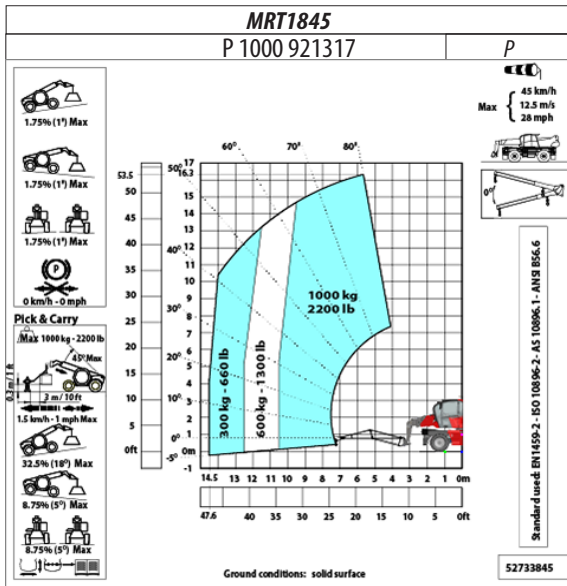 MRT1845
P 1000 921317
P
1.75% (1°) Max
1.75% (1°) Max
1.75% (1°) Max
P
0 km/h - 0 mph
Pick & Carry
Max 1000 kg - 2200 lb
45° Max
0.3 m / 1 ft
3 m / 10 ft
1.5 km/h - 1 mph Max
32.5% (18°) Max
8.75% (5°) Max
8.75% (5°) Max
Max
45 km/h
12.5 m/s
28 mph
0°
60°
70°
80°
50°
40°
30°
20°
10°
0°
-5°
53.5
50
45
40
35
30
25
20
15
10
5
0ft
17
16.3
15
14
13
12
11
10
9
8
7
6
5
4
3
2
1
0m
-1
1000 kg
2200 lb
600 kg - 1300 lb
300 kg - 660 lb
14.5 13 12 11 10 9 8 7 6 5 4 3 2 1 0m
47.6 40 35 30 25 20 15 10 5 0ft
Ground conditions: solid surface
Standard used: EN1459-2 - ISO 10896-2 - AS 10896.1 - ANSI B56.6
52733845